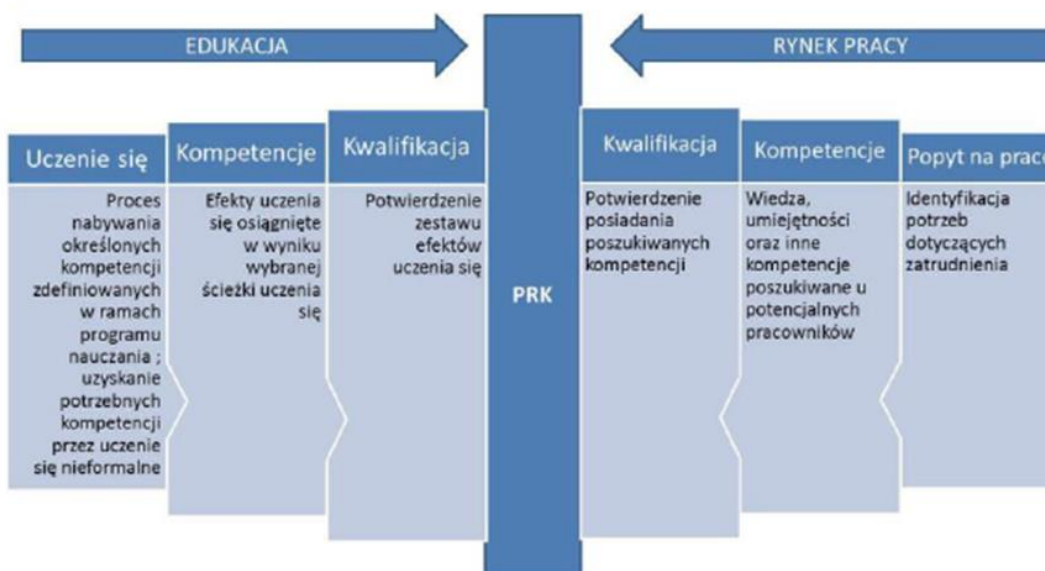 EDUKACJA
RYNEK PRACY
Uczenie się
Proces
nabywania
określonych
kompetencji
zdefiniowanych
w ramach
programu
nauczania ;
uzyskanie
potrzebnych
kompetencji
przez uczenie
się nieformalne
Kompetencje
Efekty uczenia
się osiągnięte
w wyniku
wybranej
ścieżki uczenia
się
Kwalifikacja
Potwierdzenie
zestawu
efektów
uczenia się
PRK
Kwalifikacja
Potwierdzenie
posiadania
poszukiwanych
kompetencji
Kompetencje
Wiedza,
umiejętności
oraz inne
kompetencje
poszukiwane u
potencjalnych
pracowników
Popyt na prace
Identyfikacja
potrzeb
dotyczących
zatrudnienia